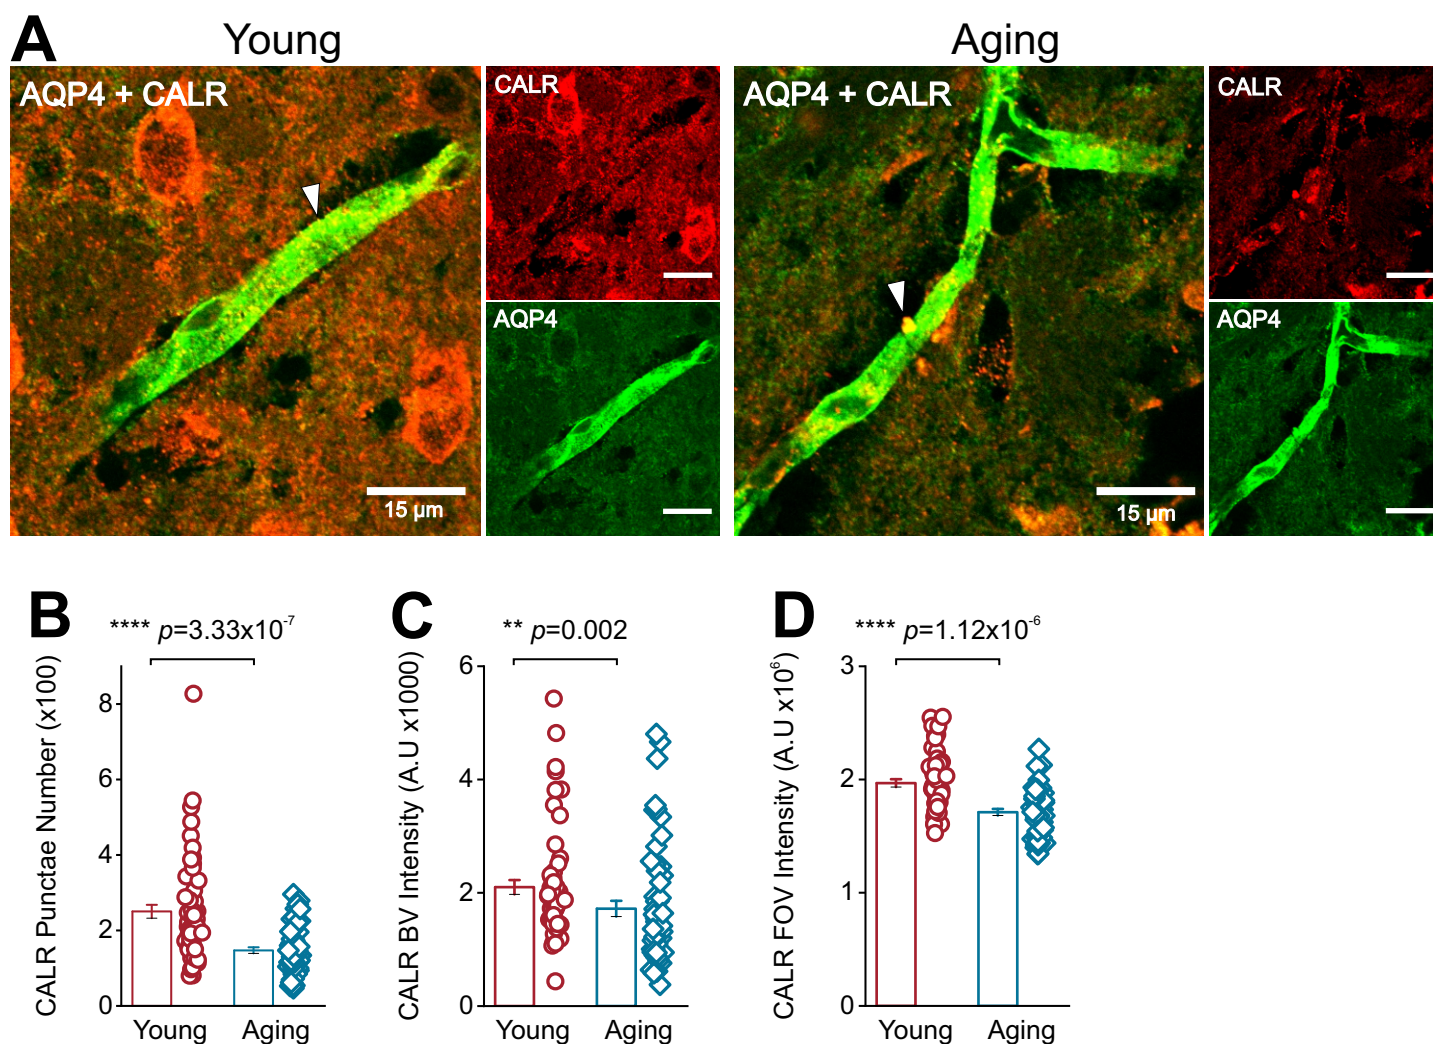 A
Young
Aging
AQP4 + CALR
CALR
AQP4
15 µm
AQP4 + CALR
CALR
AQP4
15 µm
B
**** p=3.33x10⁻⁷
CALR Punctae Number (x100)
8
6
4
2
0
Young
Aging
C
** p=0.002
CALR BV Intensity (A.U x1000)
6
4
2
0
Young
Aging
D
**** p=1.12x10⁻⁶
CALR FOV Intensity (A.U x10⁶)
3
2
1
0
Young
Aging